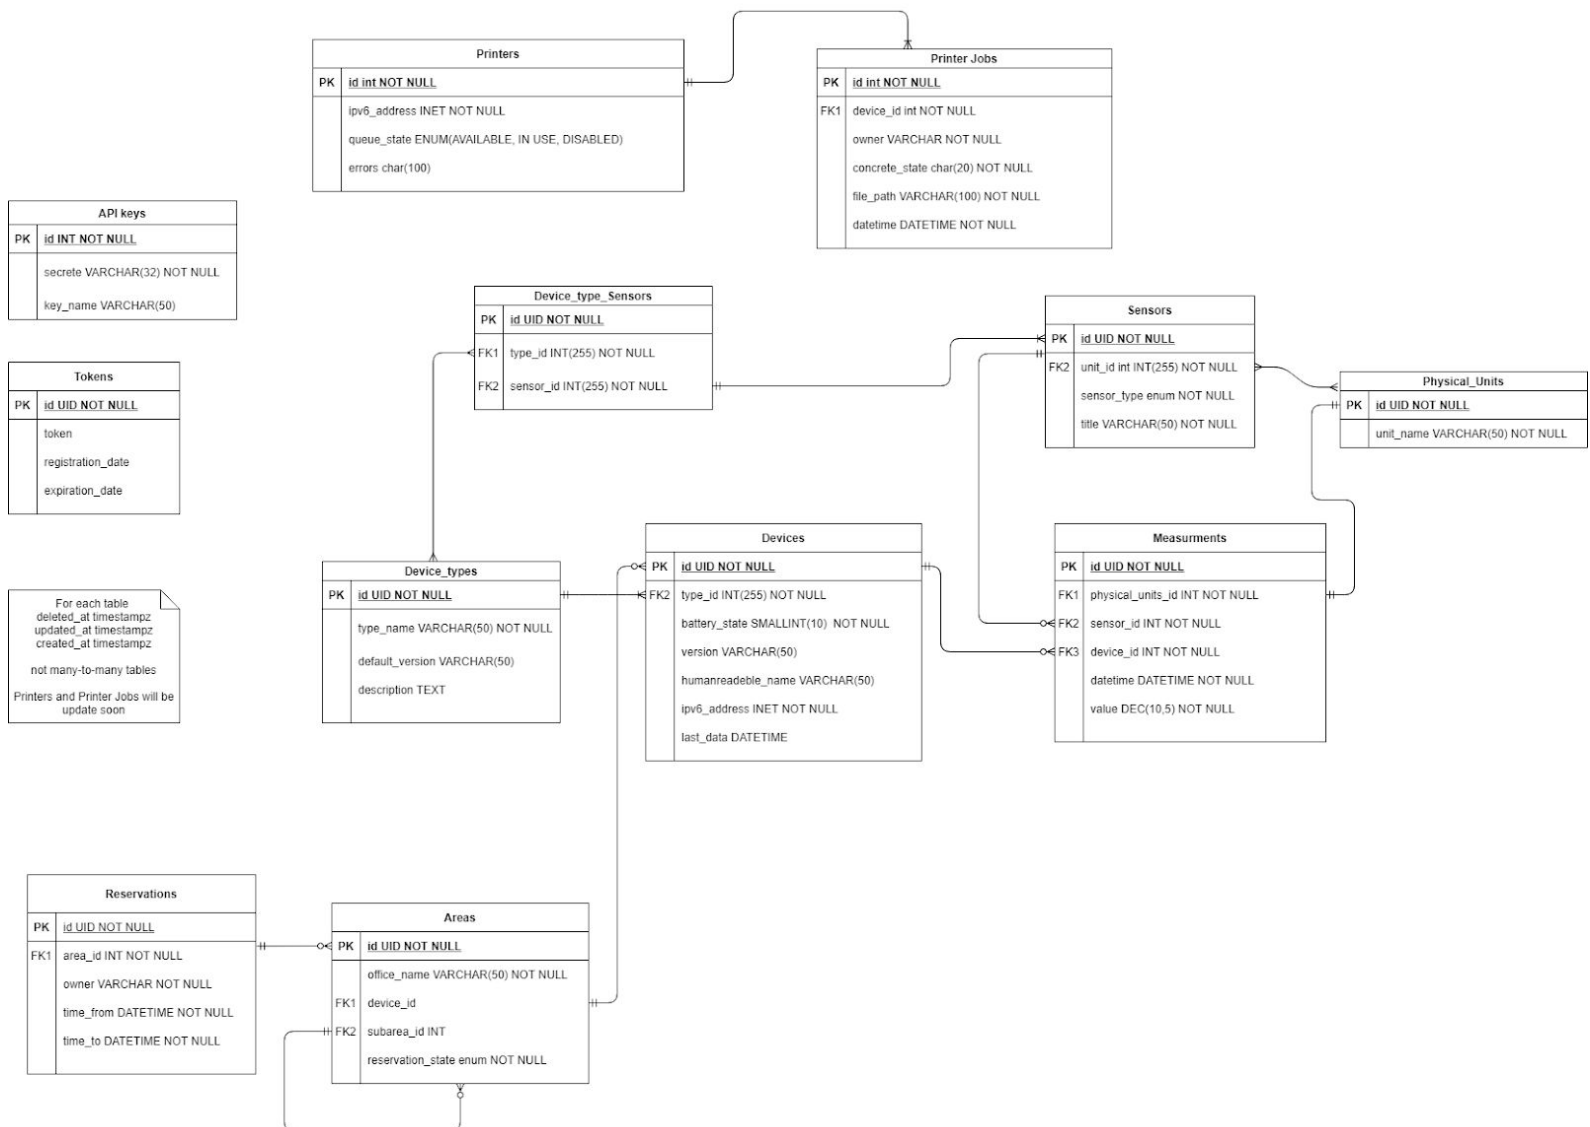 Printers
PK id int NOT NULL
ipv6_address INET NOT NULL
queue_state ENUM(AVAILABLE, IN USE, DISABLED)
errors char(100)
Printer Jobs
PK id int NOT NULL
FK1 device_id int NOT NULL
owner VARCHAR NOT NULL
concrete_state char(20) NOT NULL
file_path VARCHAR(100) NOT NULL
datetime DATETIME NOT NULL
API keys
PK id INT NOT NULL
secrete VARCHAR(32) NOT NULL
key_name VARCHAR(50)
Device_type_Sensors
PK id UID NOT NULL
FK1 type_id INT(255) NOT NULL
FK2 sensor_id INT(255) NOT NULL
Sensors
PK id UID NOT NULL
FK2 unit_id int INT(255) NOT NULL
sensor_type enum NOT NULL
title VARCHAR(50) NOT NULL
Physical_Units
PK id UID NOT NULL
unit_name VARCHAR(50) NOT NULL
Tokens
PK id UID NOT NULL
token
registration_date
expiration_date
Device_types
PK id UID NOT NULL
type_name VARCHAR(50) NOT NULL
default_version VARCHAR(50)
description TEXT
Devices
PK id UID NOT NULL
FK2 type_id INT(255) NOT NULL
battery_state SMALLINT(10) NOT NULL
version VARCHAR(50)
humanreadeble_name VARCHAR(50)
ipv6_address INET NOT NULL
last_data DATETIME
Measurments
PK id UID NOT NULL
FK1 physical_units_id INT NOT NULL
FK2 sensor_id INT NOT NULL
FK3 device_id INT NOT NULL
datetime DATETIME NOT NULL
value DEC(10,5) NOT NULL
For each table
deleted_at timestampz
updated_at timestampz
created_at timestampz
not many-to-many tables
Printers and Printer Jobs will be
update soon
Reservations
PK id UID NOT NULL
FK1 area_id INT NOT NULL
owner VARCHAR NOT NULL
time_from DATETIME NOT NULL
time_to DATETIME NOT NULL
Areas
PK id UID NOT NULL
office_name VARCHAR(50) NOT NULL
FK1 device_id
FK2 subarea_id INT
reservation_state enum NOT NULL